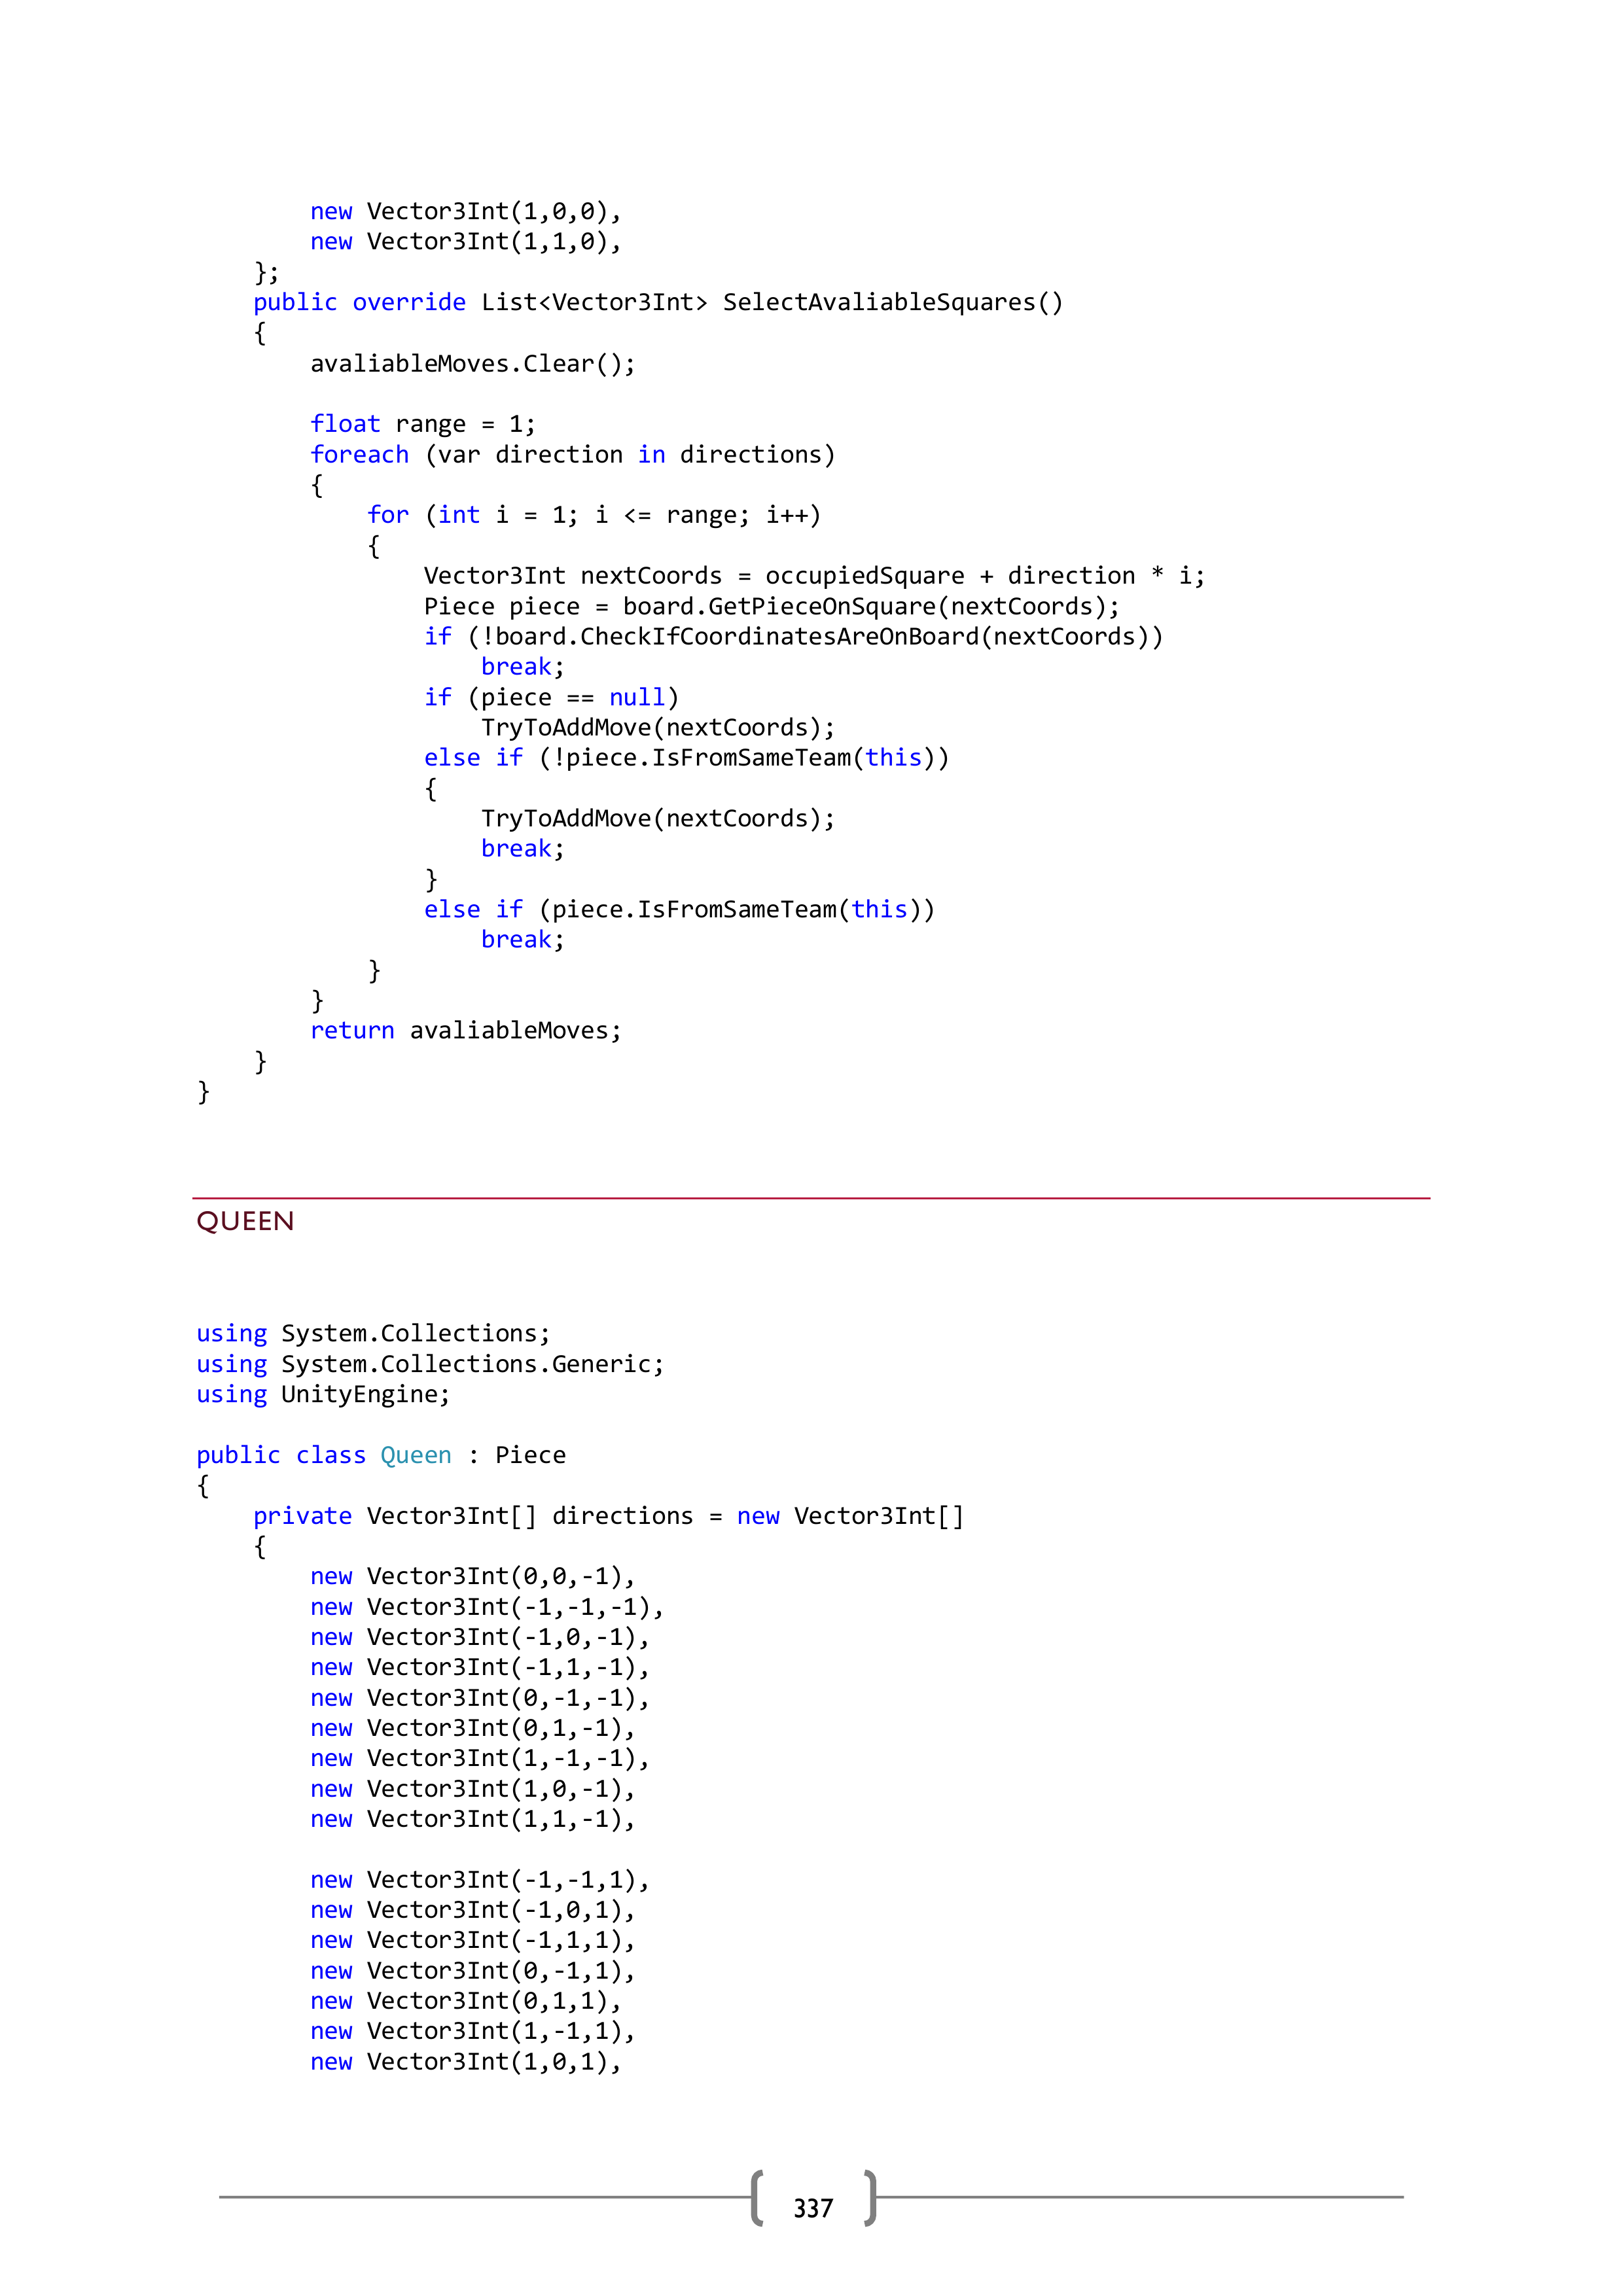 new Vector3Int(1,0,0),
        new Vector3Int(1,1,0),
    };
    public override List<Vector3Int> SelectAvaliableSquares()
    {
        avaliableMoves.Clear();

        float range = 1;
        foreach (var direction in directions)
        {
            for (int i = 1; i <= range; i++)
            {
                Vector3Int nextCoords = occupiedSquare + direction * i;
                Piece piece = board.GetPieceOnSquare(nextCoords);
                if (!board.CheckIfCoordinatesAreOnBoard(nextCoords))
                    break;
                if (piece == null)
                    TryToAddMove(nextCoords);
                else if (!piece.IsFromSameTeam(this))
                {
                    TryToAddMove(nextCoords);
                    break;
                }
                else if (piece.IsFromSameTeam(this))
                    break;
            }
        }
        return avaliableMoves;
    }
}

QUEEN

using System.Collections;
using System.Collections.Generic;
using UnityEngine;

public class Queen : Piece
{
    private Vector3Int[] directions = new Vector3Int[]
    {
        new Vector3Int(0,0,-1),
        new Vector3Int(-1,-1,-1),
        new Vector3Int(-1,0,-1),
        new Vector3Int(-1,1,-1),
        new Vector3Int(0,-1,-1),
        new Vector3Int(0,1,-1),
        new Vector3Int(1,-1,-1),
        new Vector3Int(1,0,-1),
        new Vector3Int(1,1,-1),

        new Vector3Int(-1,-1,1),
        new Vector3Int(-1,0,1),
        new Vector3Int(-1,1,1),
        new Vector3Int(0,-1,1),
        new Vector3Int(0,1,1),
        new Vector3Int(1,-1,1),
        new Vector3Int(1,0,1),

337